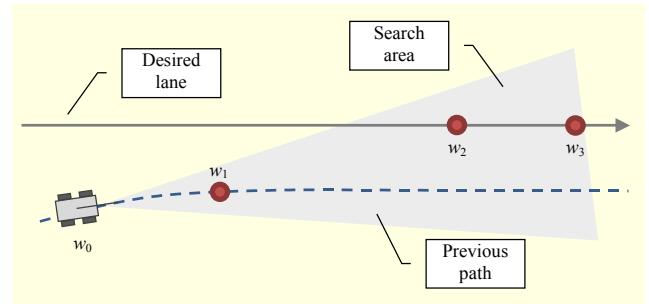 Search
area
Desired
lane
w2
w3
w1
w0
Previous
path